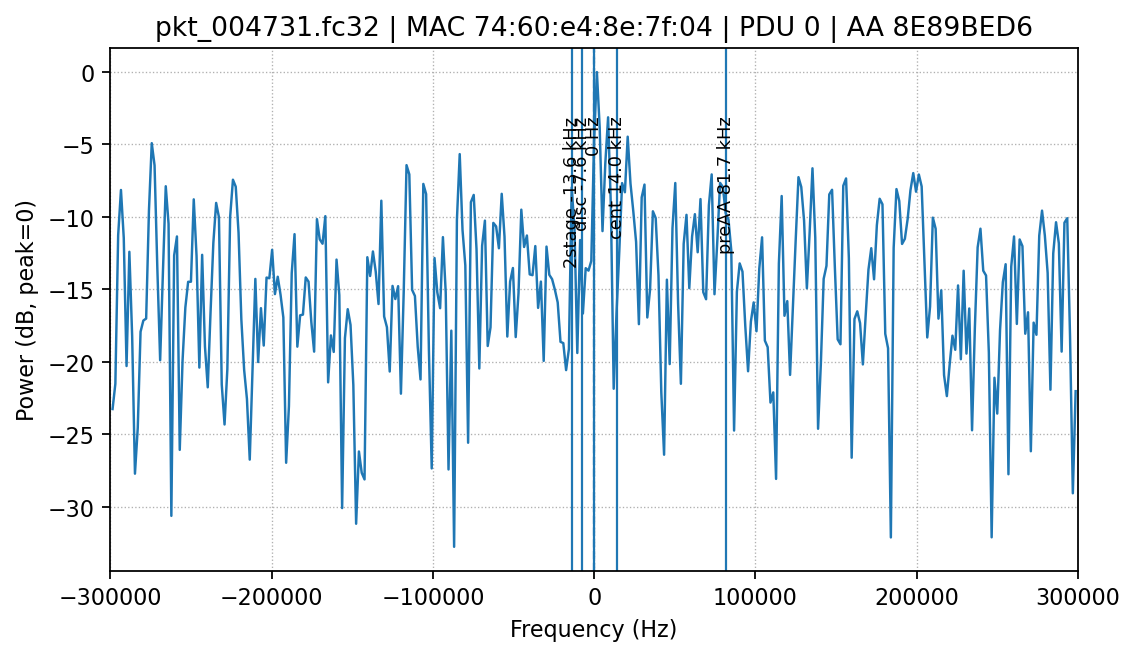 pkt_004731.fc32 | MAC 74:60:e4:8e:7f:04 | PDU 0 | AA 8E89BED6
Power (dB, peak=0)
0
−5
−10
−15
−20
−25
−30
2stage -13.6 kHz
disc -7.6 kHz
0 Hz
cent 14.0 kHz
preAA 81.7 kHz
−300000
−200000
−100000
0
100000
200000
300000
Frequency (Hz)